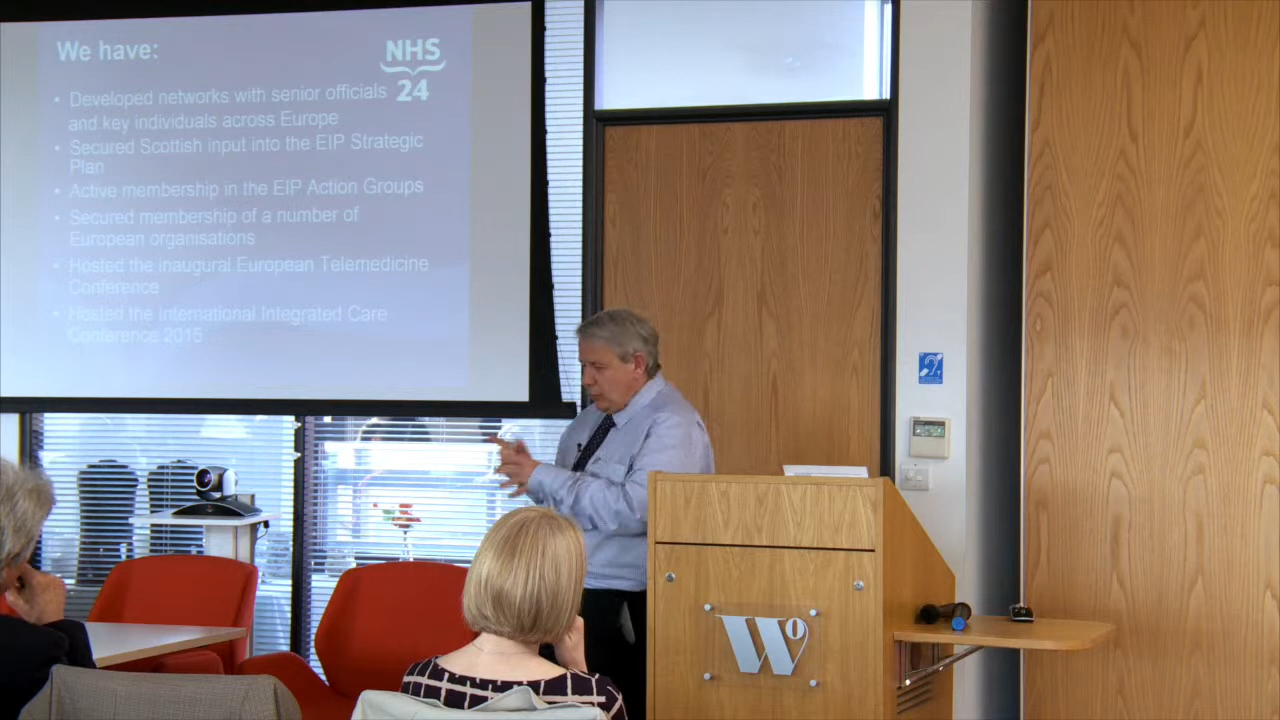 We have:
NHS
24
• Developed networks with senior officials
and key individuals across Europe
• Secured Scottish input into the EIP Strategic
Plan
• Active membership in the EIP Action Groups
• Secured membership of a number of
European organisations
• Hosted the inaugural European Telemedicine
Conference
• Hosted the International Integrated Care
Conference 2015
Wo